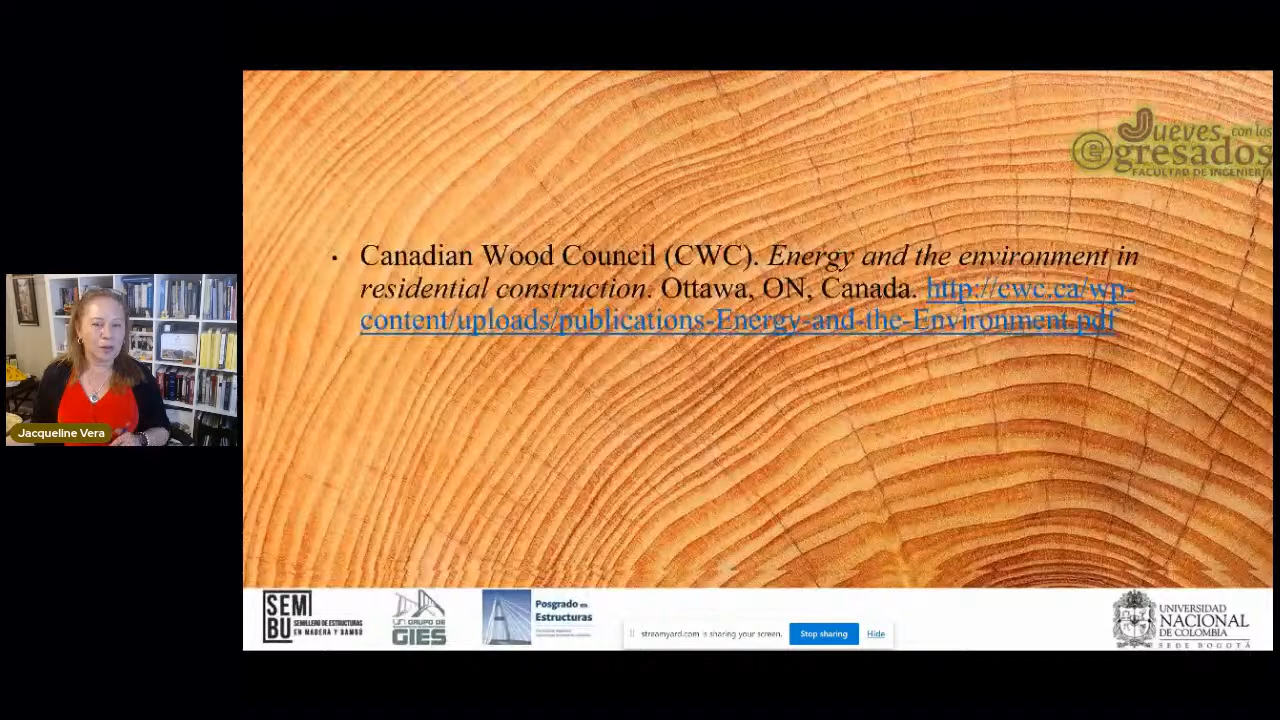 Jueves con los
egresados
FACULTAD DE INGENIERÍA
• Canadian Wood Council (CWC). Energy and the environment in
residential construction. Ottawa, ON, Canada. http://cwc.ca/wp-
content/uploads/publications-Energy-and-the-Environment.pdf
Jacqueline Vera
SEMBU
SEMILLERO DE ESTRUCTURAS
EN MADERA Y BAMBÚ
UN GRUPO DE
GIES
Posgrado en
Estructuras
streamyard.com is sharing your screen.
Stop sharing
Hide
UNIVERSIDAD
NACIONAL
DE COLOMBIA
SEDE BOGOTÁ